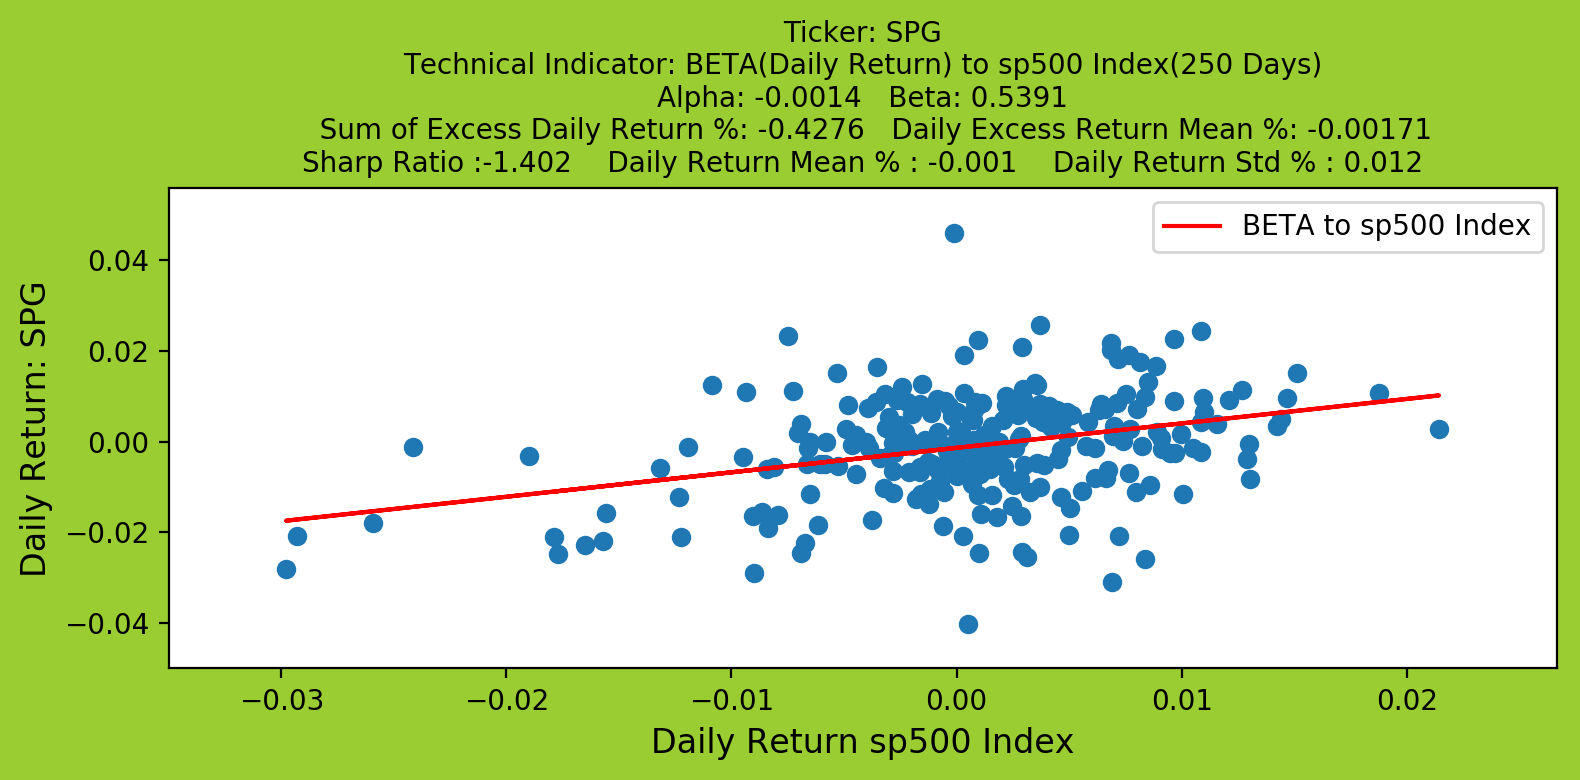 Ticker: SPG
Technical Indicator: BETA(Daily Return) to sp500 Index(250 Days)
Alpha: -0.0014   Beta: 0.5391
Sum of Excess Daily Return %: -0.4276   Daily Excess Return Mean %: -0.00171
Sharp Ratio :-1.402    Daily Return Mean % : -0.001    Daily Return Std % : 0.012
BETA to sp500 Index
Daily Return: SPG
0.04
0.02
0.00
−0.02
−0.04
−0.03 −0.02 −0.01 0.00 0.01 0.02
Daily Return sp500 Index